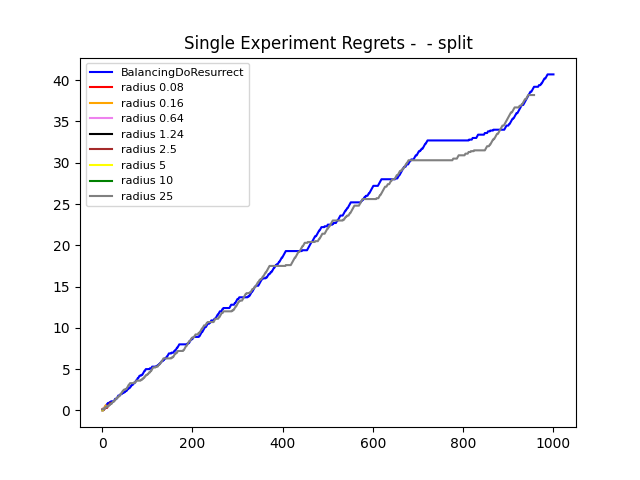 Single Experiment Regrets -  - split
BalancingDoResurrect
radius 0.08
radius 0.16
radius 0.64
radius 1.24
radius 2.5
radius 5
radius 10
radius 25
40
35
30
25
20
15
10
5
0
0 200 400 600 800 1000